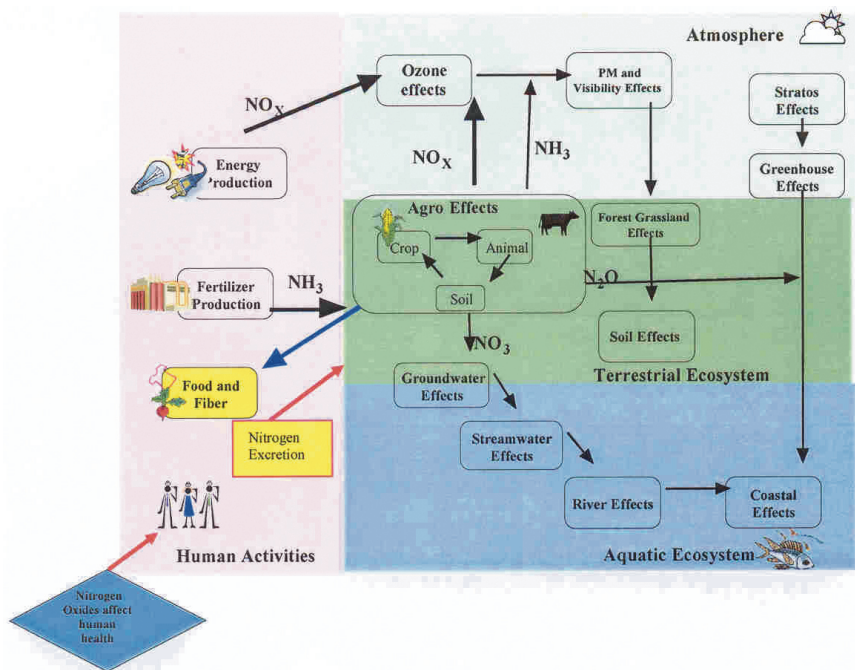 Atmosphere
Ozone
effects
PM and
Visibility Effects
Stratos
Effects
NOX
Energy
Production
NOX
NH3
Greenhouse
Effects
Agro Effects
Crop
Animal
Soil
Forest Grassland
Effects
N2O
Fertilizer
Production
NH3
NO3
Soil Effects
Terrestrial Ecosystem
Food and
Fiber
Groundwater
Effects
Nitrogen
Excretion
Streamwater
Effects
River Effects
Coastal
Effects
Human Activities
Aquatic Ecosystem
Nitrogen
Oxides affect
human
health